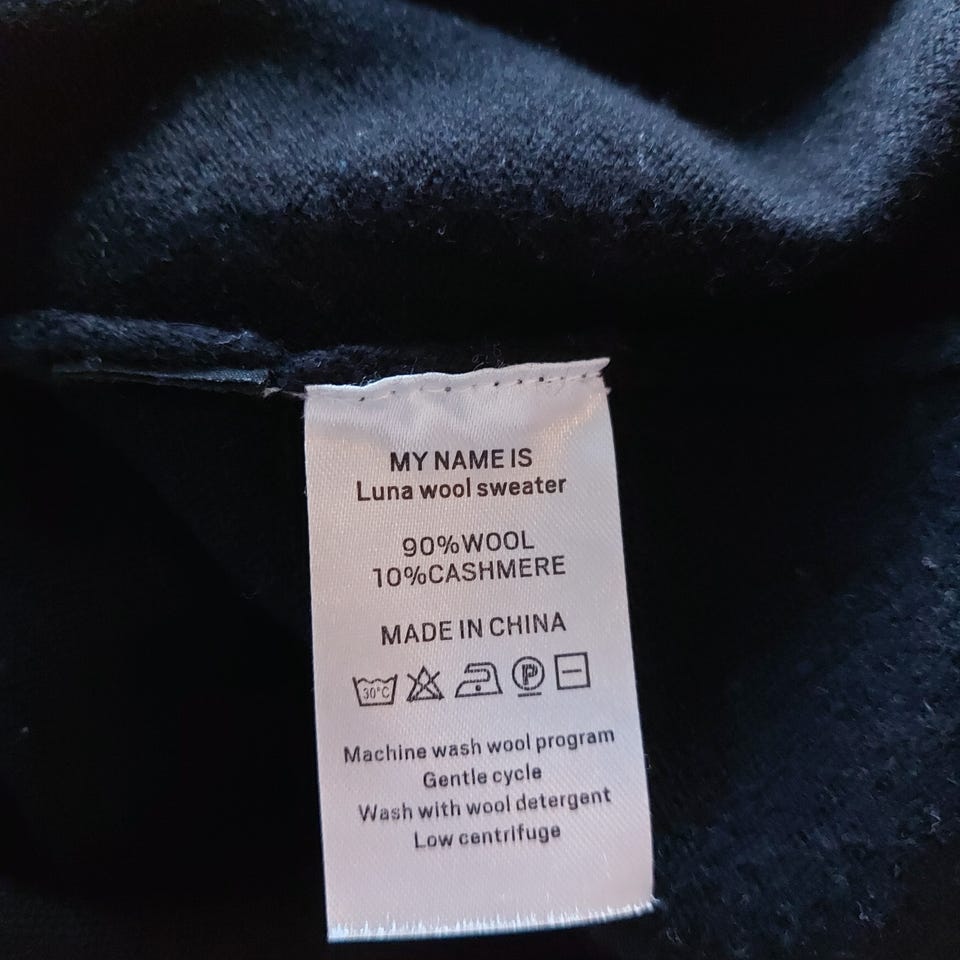 MY NAME IS
Luna wool sweater
90%WOOL
10%CASHMERE
MADE IN CHINA
30°C P
Machine wash wool program
Gentle cycle
Wash with wool detergent
Low centrifuge